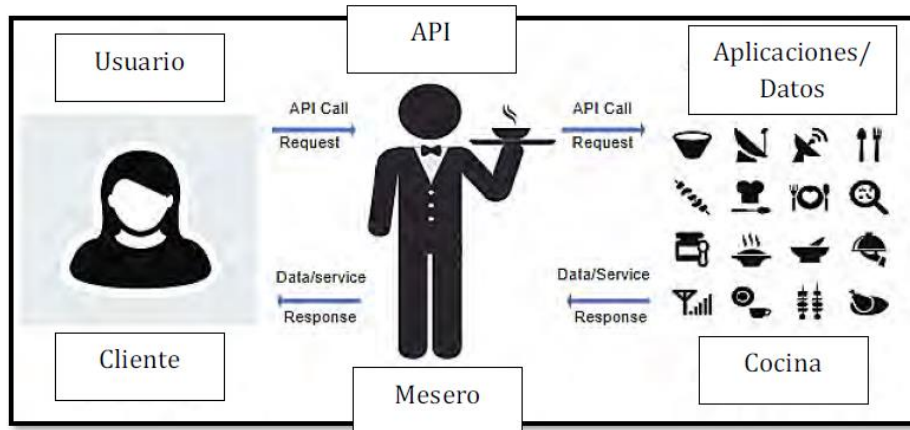 Usuario
API
Aplicaciones/
Datos
API Call
Request
API Call
Request
Data/service
Response
Data/Service
Response
Cliente
Mesero
Cocina